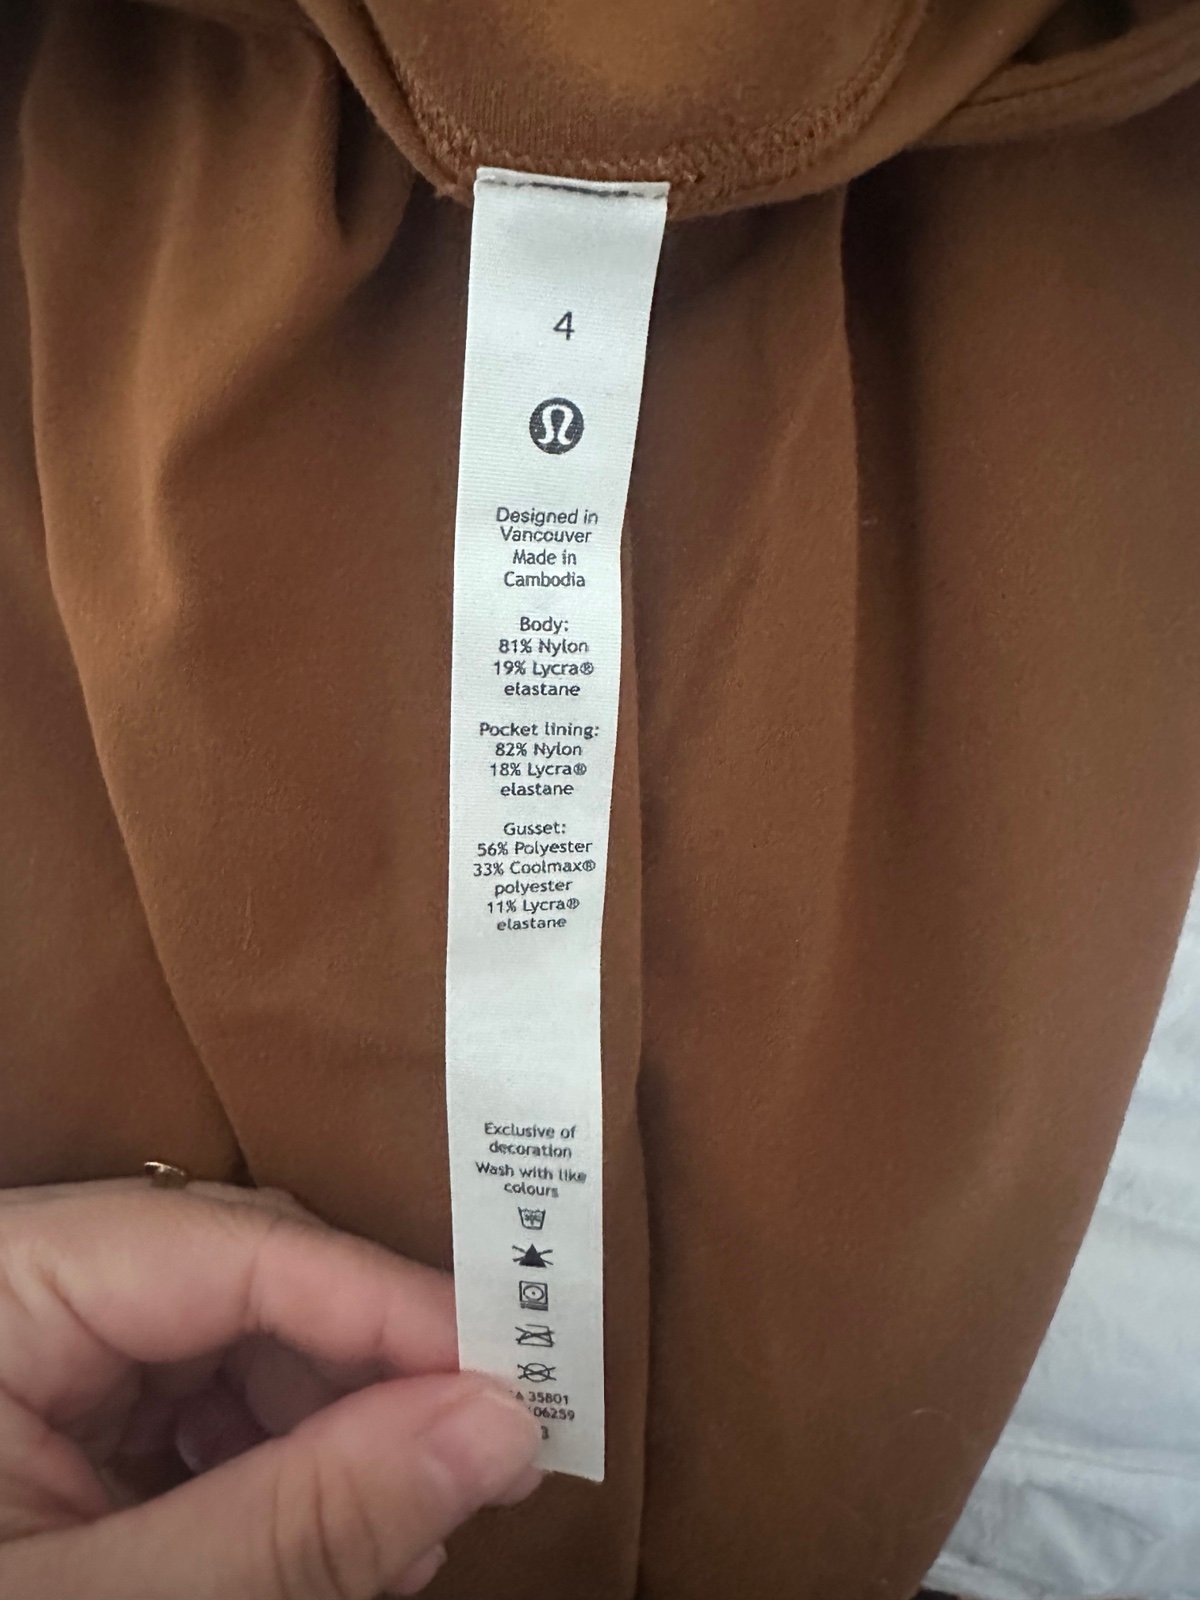 4
Designed in
Vancouver
Made in
Cambodia
Body:
81% Nylon
19% Lycra®
elastane
Pocket lining:
82% Nylon
18% Lycra®
elastane
Gusset:
56% Polyester
33% Coolmax®
polyester
11% Lycra®
elastane
Exclusive of
decoration
Wash with like
colours
35801